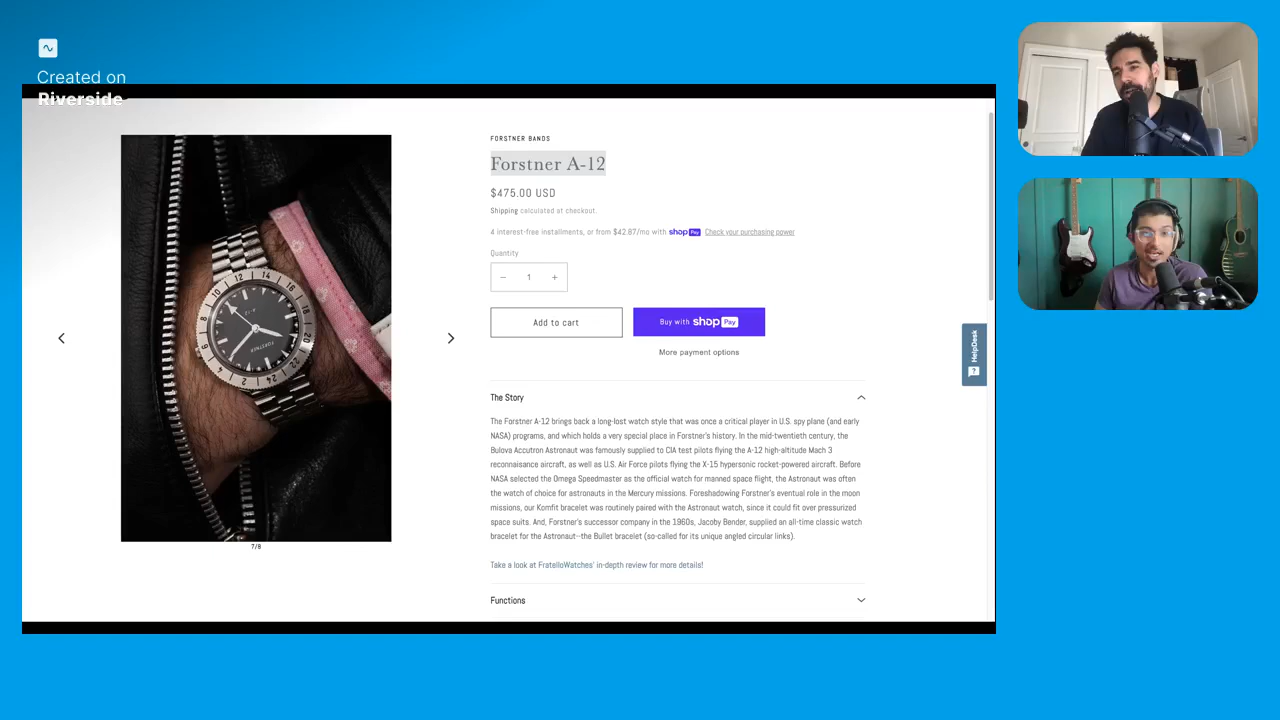 Created on
Riverside
FORSTNER BANDS
Forstner A-12
$475.00 USD
Shipping calculated at checkout.
4 interest-free installments, or from $42.87/mo with shop Pay Check your purchasing power
Quantity
− 1 +
Add to cart
Buy with shop Pay
More payment options
HelpDesk
7/8
The Story
The Forstner A-12 brings back a long-lost watch style that was once a critical player in U.S. spy plane (and early
NASA) programs, and which holds a very special place in Forstner's history. In the mid-twentieth century, the
Bulova Accutron Astronaut was famously supplied to CIA test pilots flying the A-12 high-altitude Mach 3
reconnaisance aircraft, as well as U.S. Air Force pilots flying the X-15 hypersonic rocket-powered aircraft. Before
NASA selected the Omega Speedmaster as the official watch for manned space flight, the Astronaut was often
the watch of choice for astronauts in the Mercury missions. Foreshadowing Forstner's eventual role in the moon
missions, our Komfit bracelet was routinely paired with the Astronaut watch, since it could fit over pressurized
space suits. And, Forstner's successor company in the 1960s, Jacoby Bender, supplied an all-time classic watch
bracelet for the Astronaut--the Bullet bracelet (so-called for its unique angled circular links).
Take a look at FratelloWatches' in-depth review for more details!
Functions